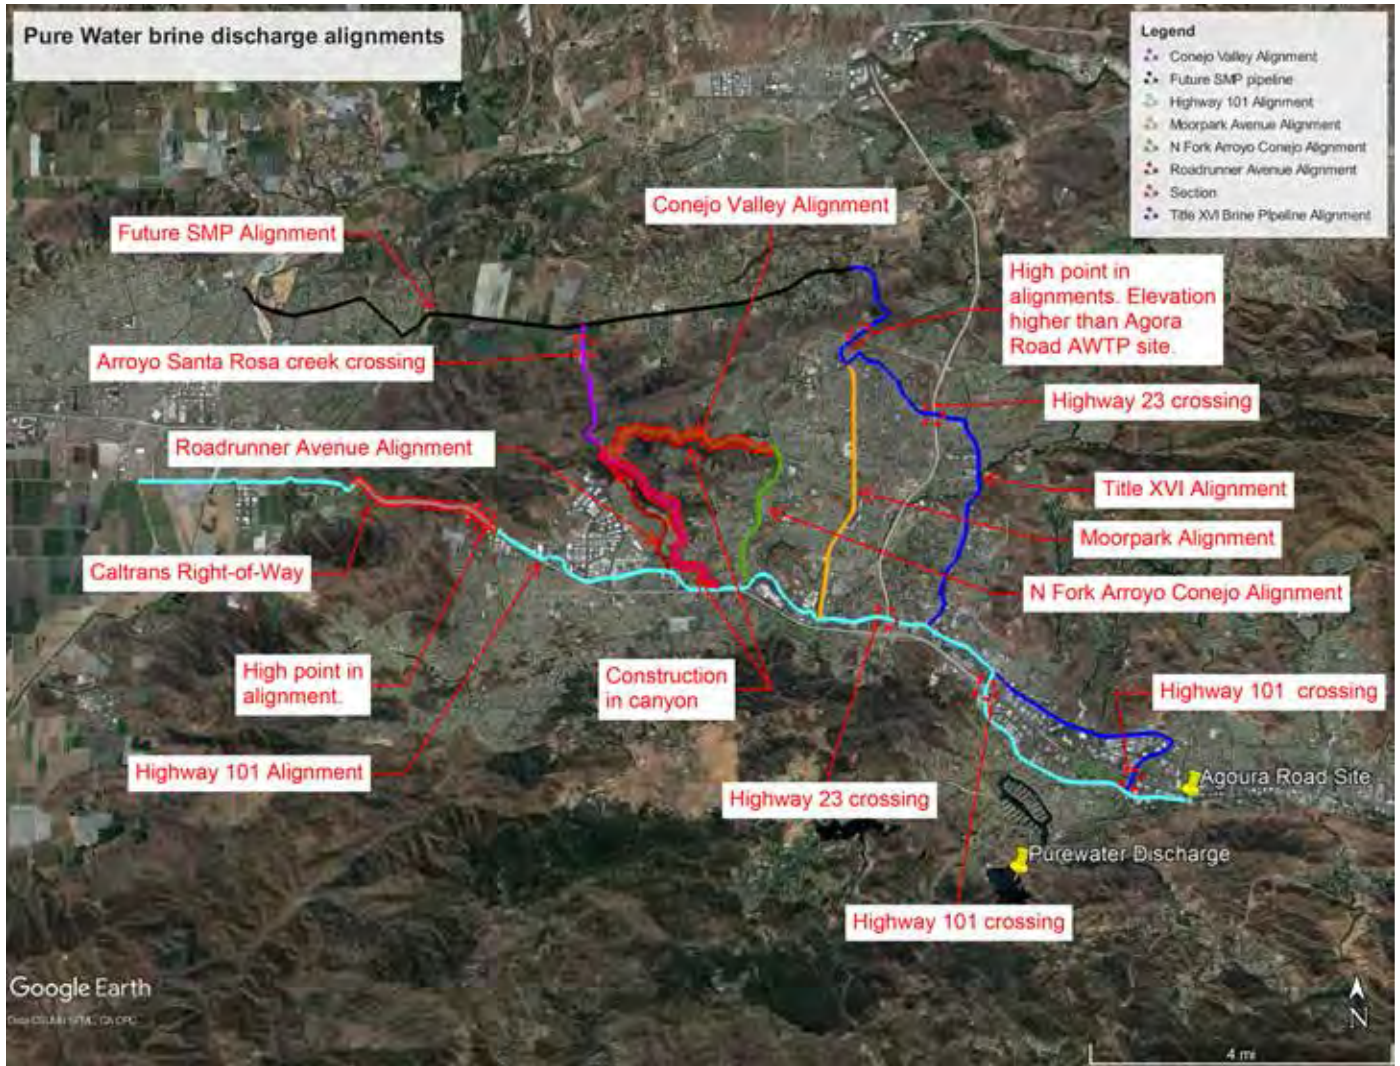 Pure Water brine discharge alignments
Legend
Conejo Valley Alignment
Future SMP pipeline
Highway 101 Alignment
Moorpark Avenue Alignment
N Fork Arroyo Conejo Alignment
Roadrunner Avenue Alignment
Section
Title XVI Brine Pipeline Alignment
Conejo Valley Alignment
Future SMP Alignment
High point in
alignments. Elevation
higher than Agora
Road AWTP site.
Arroyo Santa Rosa creek crossing
Highway 23 crossing
Roadrunner Avenue Alignment
Title XVI Alignment
Moorpark Alignment
Caltrans Right-of-Way
N Fork Arroyo Conejo Alignment
High point in
alignment.
Construction
in canyon
Highway 101 crossing
Highway 101 Alignment
Agoura Road Site
Highway 23 crossing
Purewater Discharge
Highway 101 crossing
Google Earth
N
4 mi